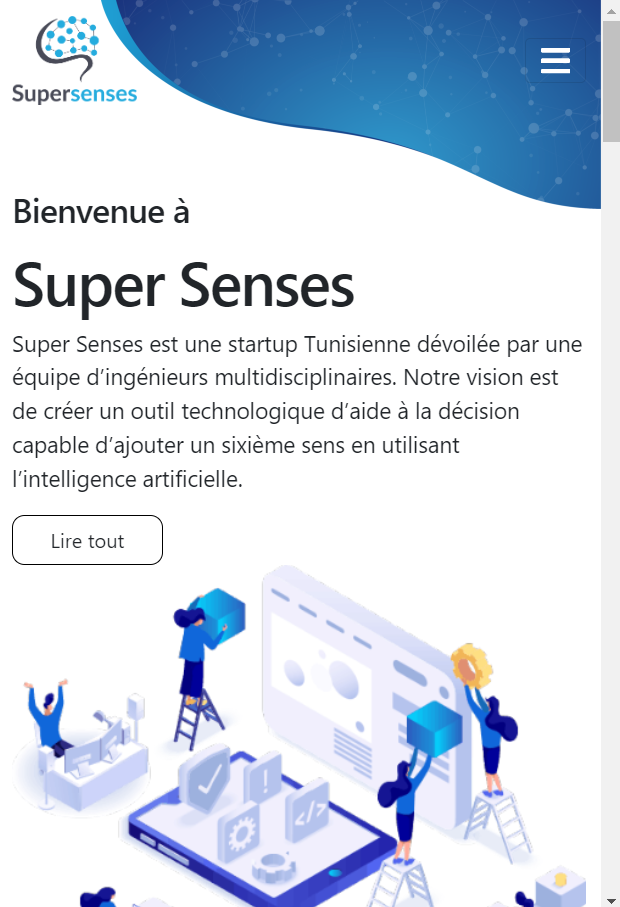 Supersenses
Bienvenue à
Super Senses
Super Senses est une startup Tunisienne dévoilée par une
équipe d’ingénieurs multidisciplinaires. Notre vision est
de créer un outil technologique d’aide à la décision
capable d’ajouter un sixième sens en utilisant
l’intelligence artificielle.
Lire tout